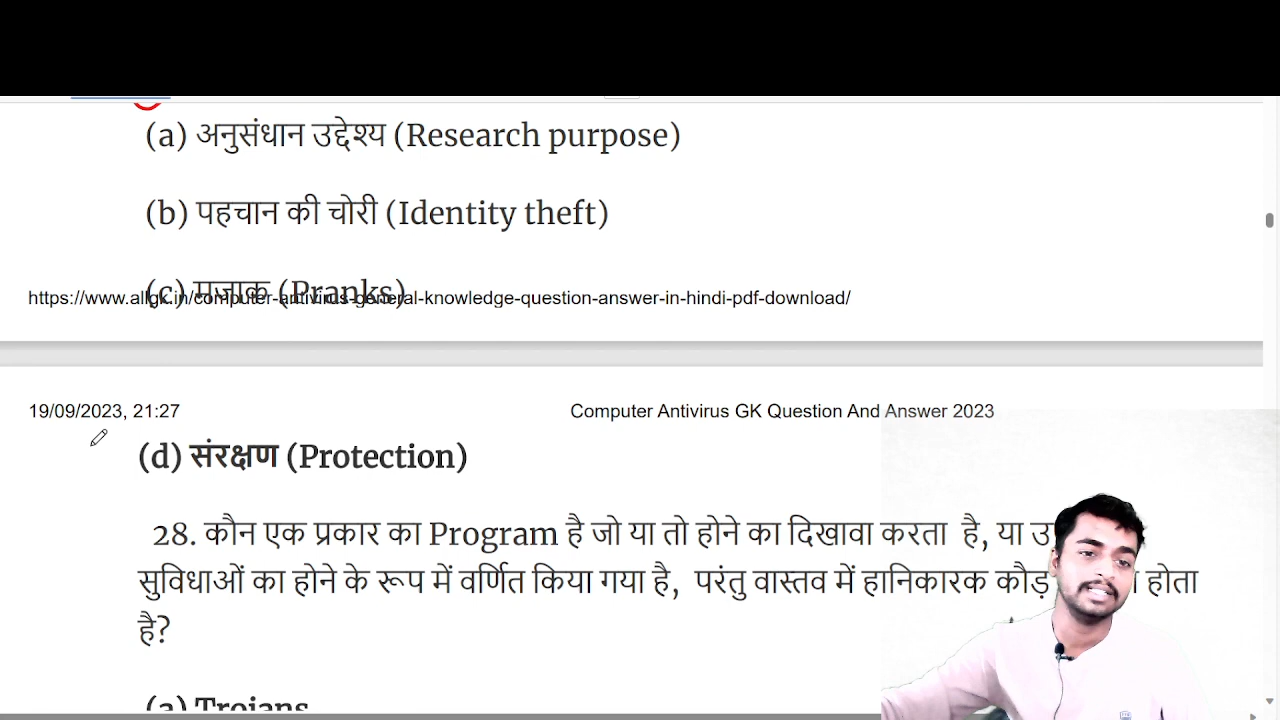 (a) अनुसंधान उद्देश्य (Research purpose)
(b) पहचान की चोरी (Identity theft)
(c) मजाक (Pranks)
https://www.allgk.in/computer-antivirus-general-knowledge-question-answer-in-hindi-pdf-download/
19/09/2023, 21:27 Computer Antivirus GK Question And Answer 2023
(d) संरक्षण (Protection)
28. कौन एक प्रकार का Program है जो या तो होने का दिखावा करता है, या
सुविधाओं का होने के रूप में वर्णित किया गया है, परंतु वास्तव में हानिकारक होता
है?
(a) Trojans